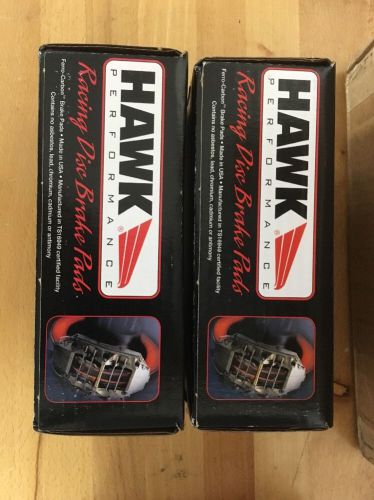 HAWK
PERFORMANCE
®
Racing Disc Brake Pads.
Ferro-Carbon™ Brake Pads • Made in USA • Manufactured in TS16949 certified facility
Contains no asbestos, lead, chromium, cadmium or antimony
HAWK
PERFORMANCE
®
Racing Disc Brake Pads
Ferro-Carbon™ Brake Pads • Made in USA • Manufactured in TS16949 certified facility
Contains no asbestos, lead, chromium, cadmium or antimony